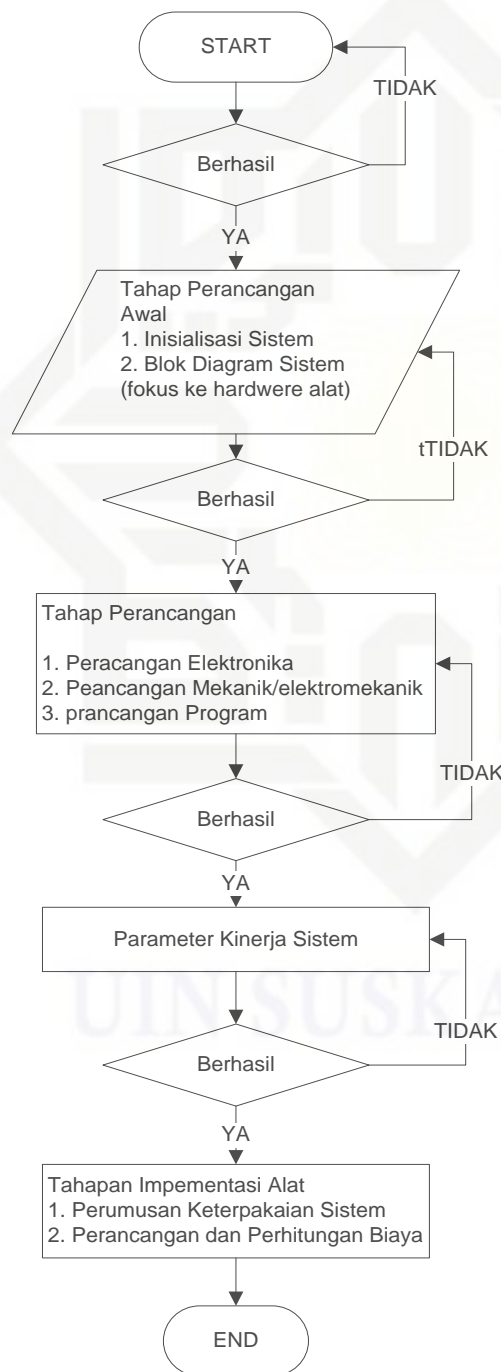 START
TIDAK
Berhasil
YA
Tahap Perancangan
Awal
1. Inisialisasi Sistem
2. Blok Diagram Sistem
(fokus ke hardwere alat)
tTIDAK
Berhasil
YA
Tahap Perancangan
1. Peracangan Elektronika
2. Peancangan Mekanik/elektromekanik
3. prancangan Program
TIDAK
Berhasil
YA
Parameter Kinerja Sistem
UIN SUSKA
TIDAK
Berhasil
YA
Tahapan Impementasi Alat
1. Perumusan Keterpakaian Sistem
2. Perancangan dan Perhitungan Biaya
END